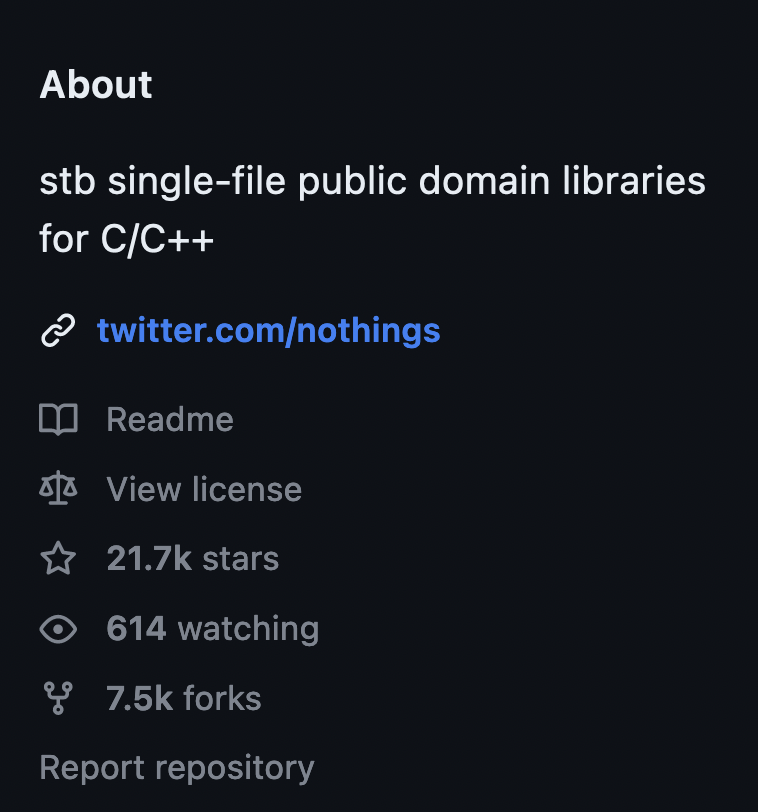 About
stb single-file public domain libraries
for C/C++
twitter.com/nothings
Readme
View license
21.7k stars
614 watching
7.5k forks
Report repository